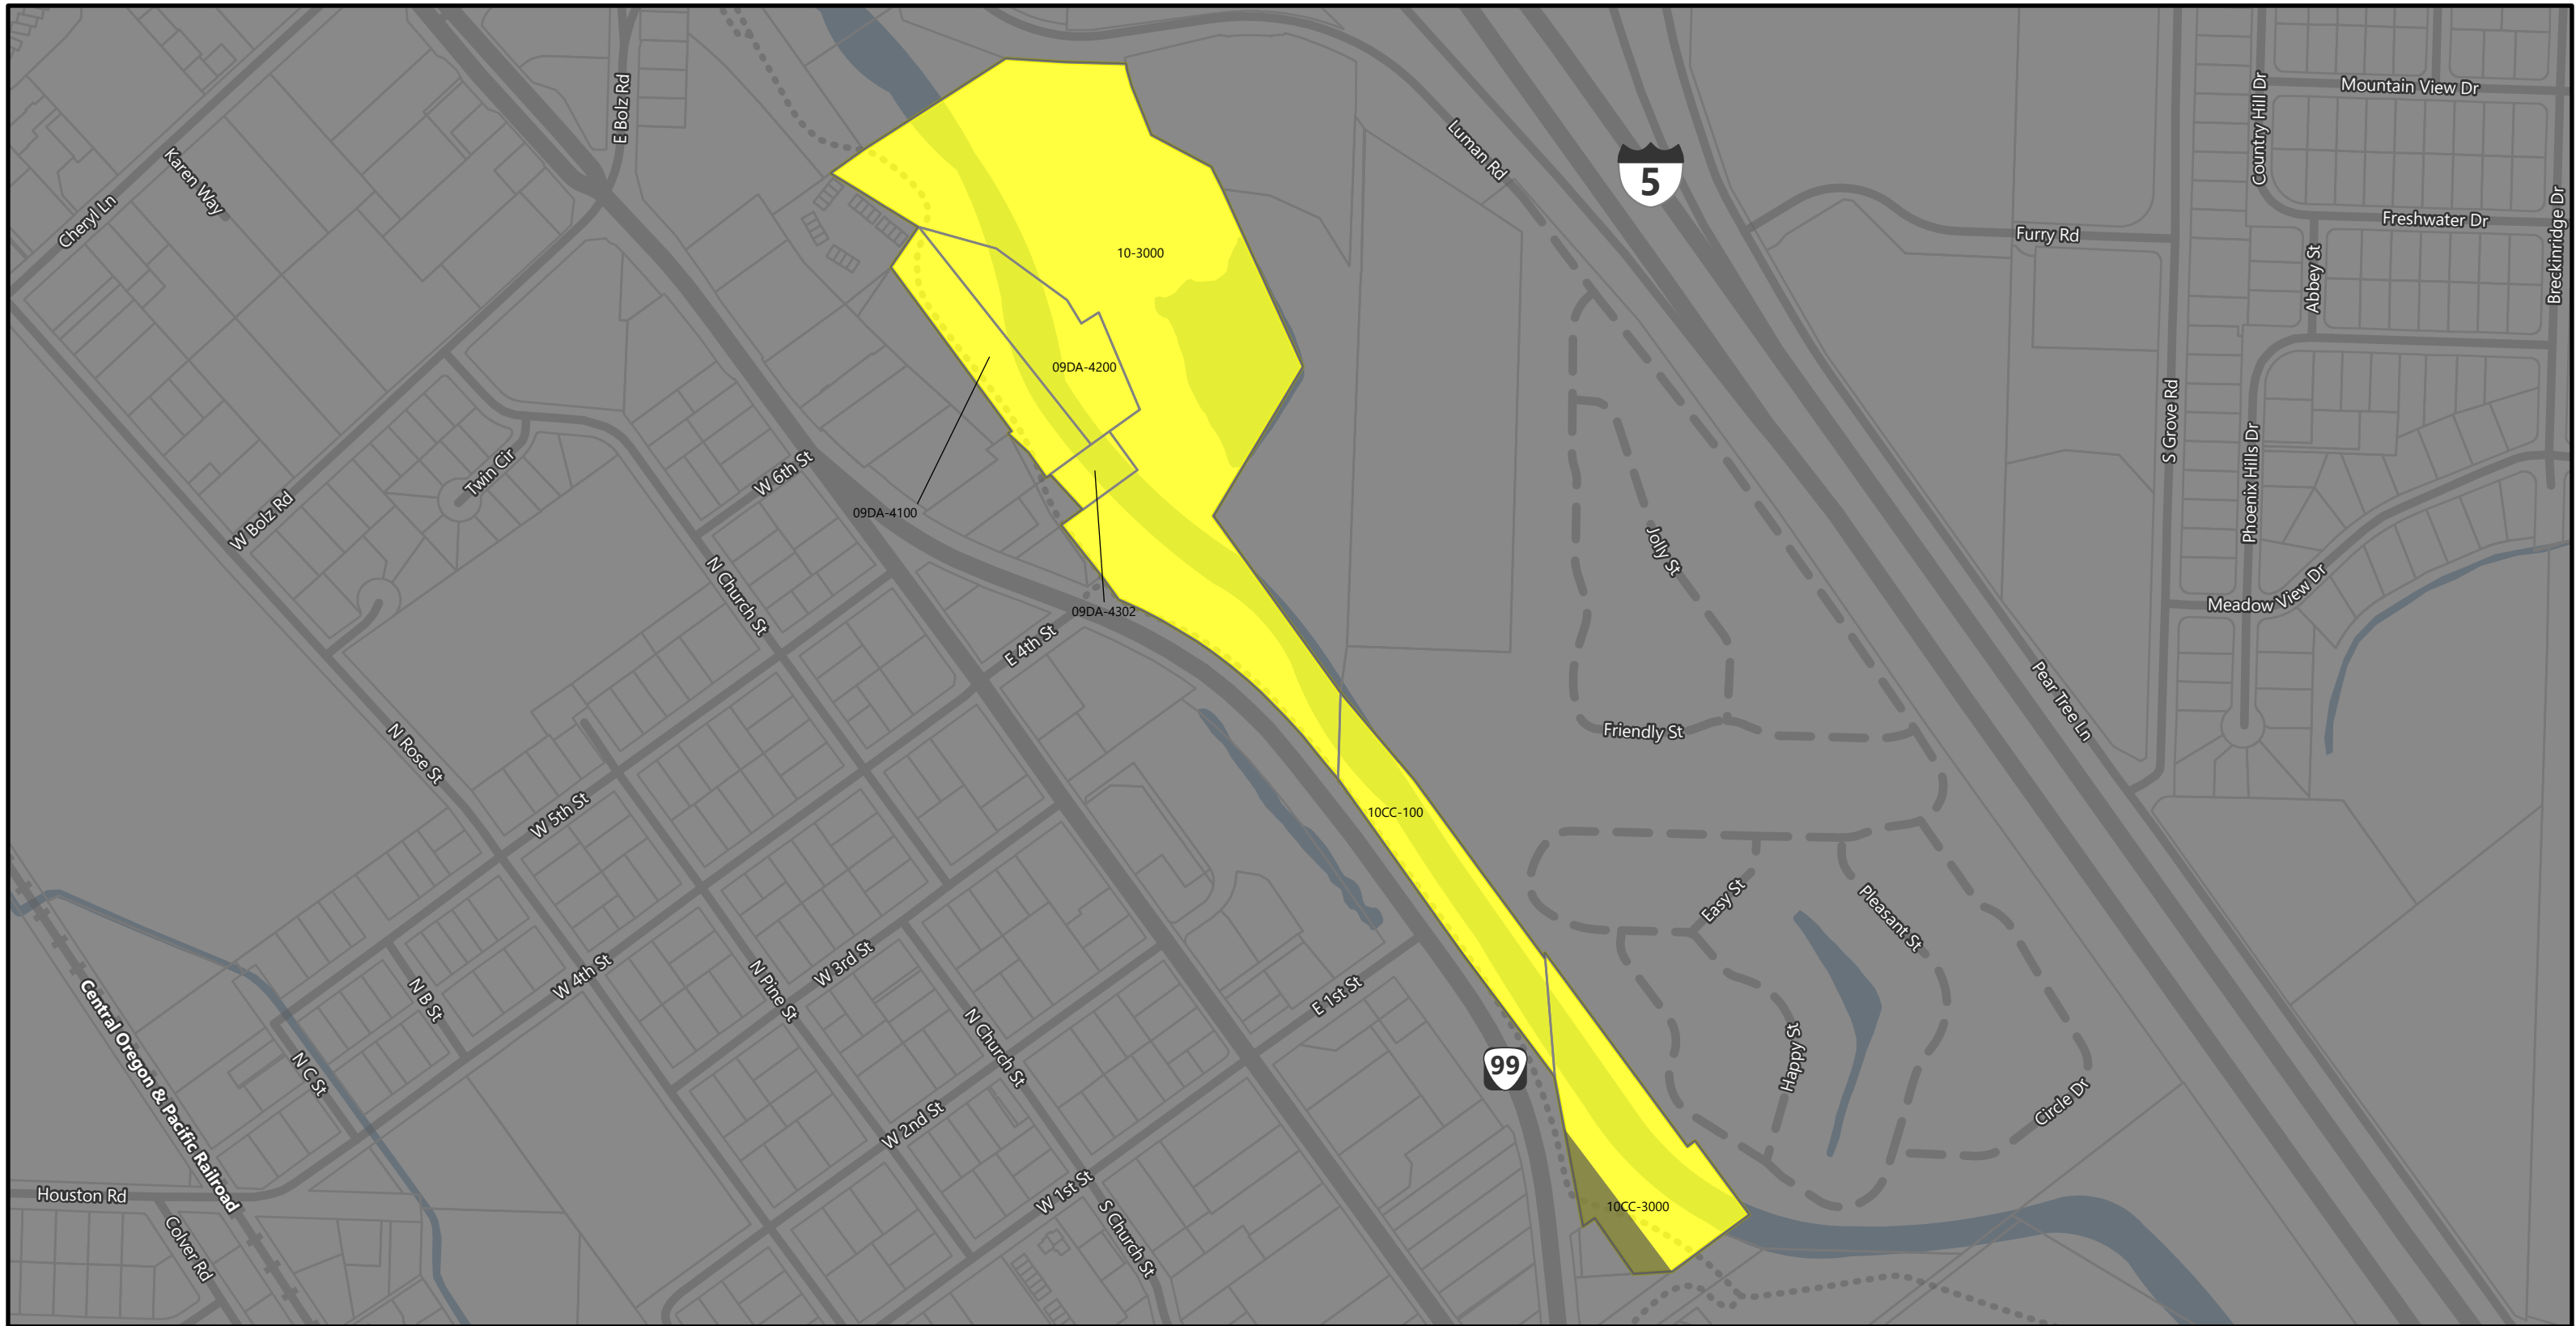 Mountain View Dr
E Bolz Rd
Country Hill Dr
Luman Rd
5
Karen Way
Cheryl Ln
Freshwater Dr
Furry Rd
Breckinridge Dr
10-3000
Abbey St
09DA-4200
S Grove Rd
Phoenix Hills Dr
W 6th St
Twin Cir
W Bolz Rd
09DA-4100
Jolly St
N Church St
09DA-4302
Meadow View Dr
E 4th St
Pear Tree Ln
Friendly St
N Rose St
10CC-100
W 5th St
Easy St
Pleasant St
W 3rd St
W 4th St
N Pine St
N B St
E 1st St
N Church St
Happy St
99
Central Oregon & Pacific Railroad
N C St
Circle Dr
W 2nd St
Houston Rd
W 1st St
10CC-3000
S Church St
Colver Rd